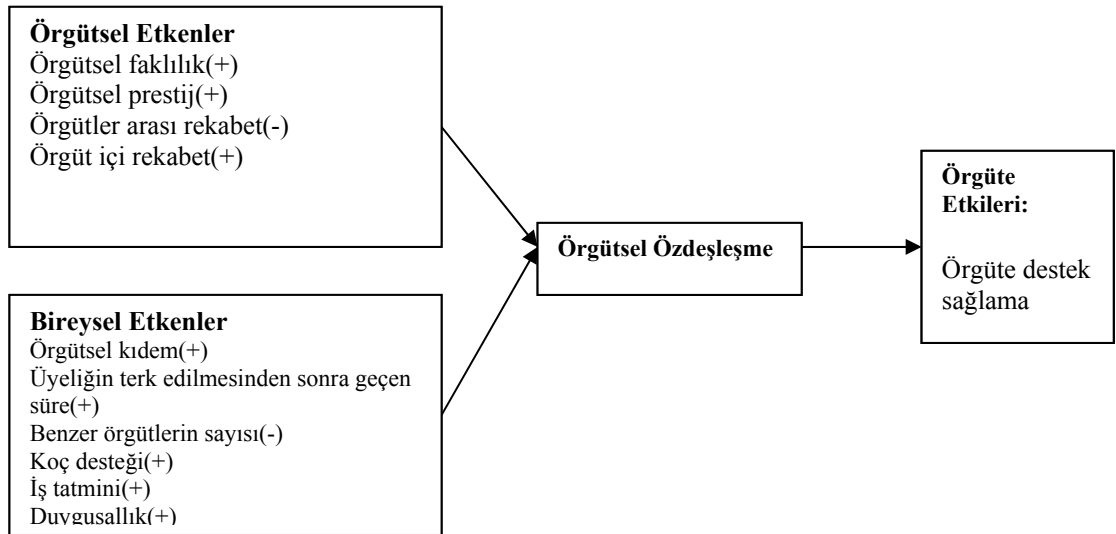 Örgütsel Etkenler
Örgütsel faklılık(+)
Örgütsel prestij(+)
Örgütler arası rekabet(-)
Örgüt içi rekabet(+)
Bireysel Etkenler
Örgütsel kıdem(+)
Üyeliğin terk edilmesinden sonra geçen
süre(+)
Benzer örgütlerin sayısı(-)
Koç desteği(+)
İş tatmini(+)
Duygusallık(+)
Örgütsel Özdeşleşme
Örgüte
Etkileri:
Örgüte destek
sağlama